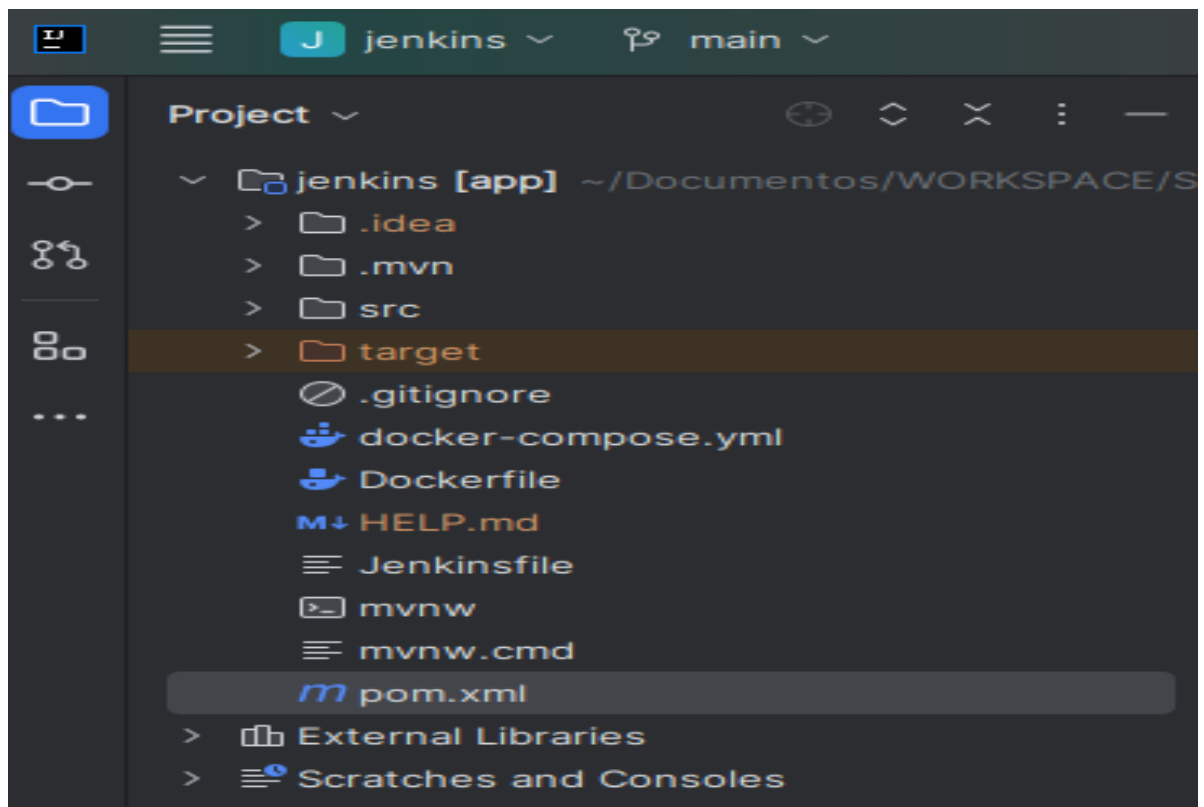 IJ J jenkins main
Project
jenkins [app] ~/Documentos/WORKSPACE/S
.idea
.mvn
src
target
.gitignore
docker-compose.yml
Dockerfile
M↓ HELP.md
Jenkinsfile
mvnw
mvnw.cmd
m pom.xml
External Libraries
Scratches and Consoles